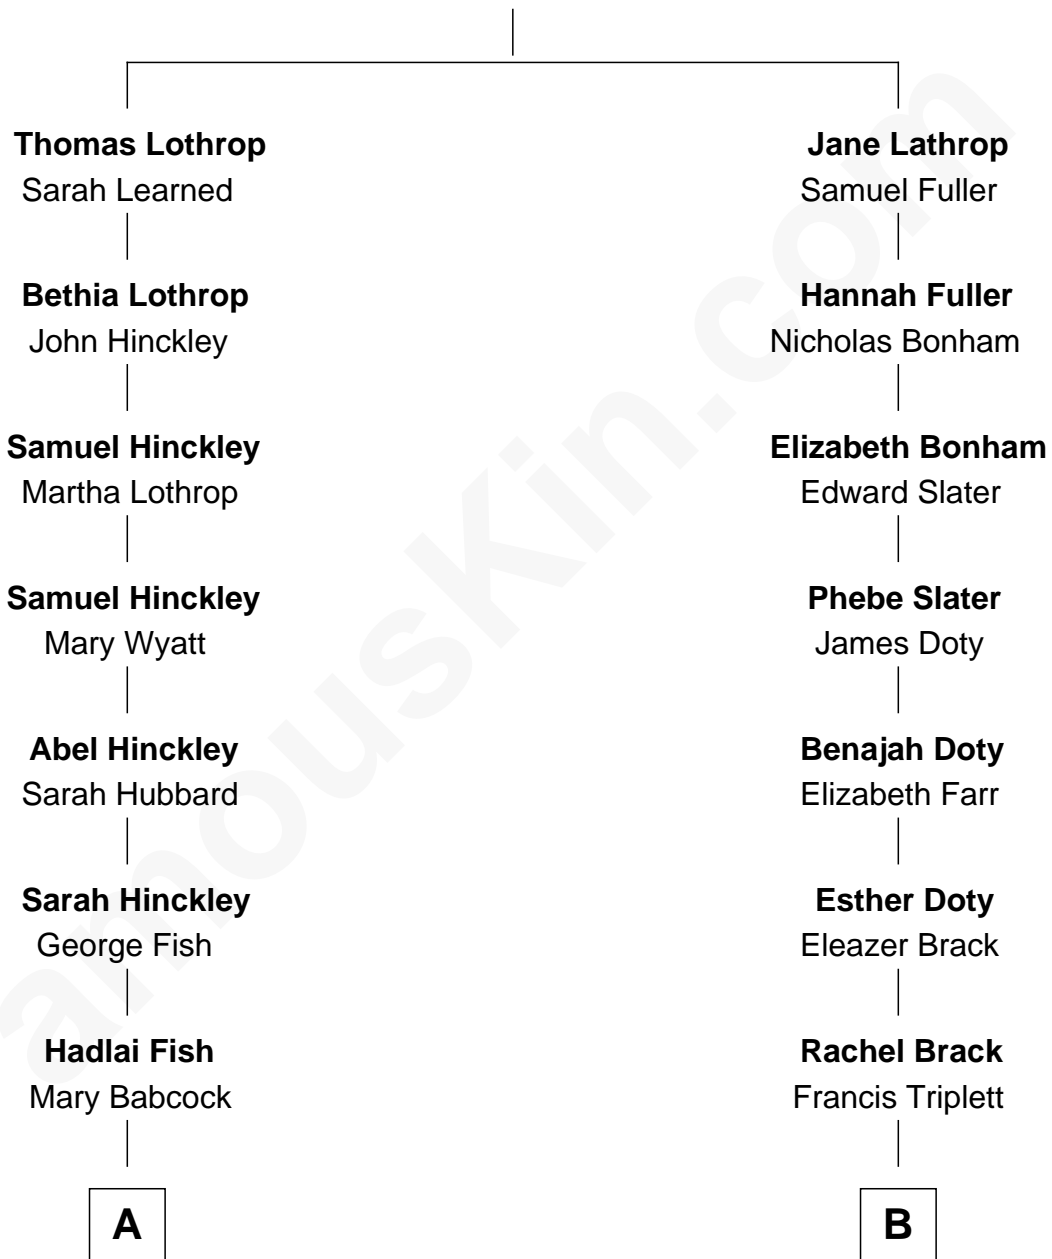 Thomas Lothrop
Sarah Learned
Bethia Lothrop
John Hinckley
Samuel Hinckley
Martha Lothrop
Samuel Hinckley
Mary Wyatt
Abel Hinckley
Sarah Hubbard
Sarah Hinckley
George Fish
Hadlai Fish
Mary Babcock
A
Jane Lathrop
Samuel Fuller
Hannah Fuller
Nicholas Bonham
Elizabeth Bonham
Edward Slater
Phebe Slater
James Doty
Benajah Doty
Elizabeth Farr
Esther Doty
Eleazer Brack
Rachel Brack
Francis Triplett
B
amouskin.com